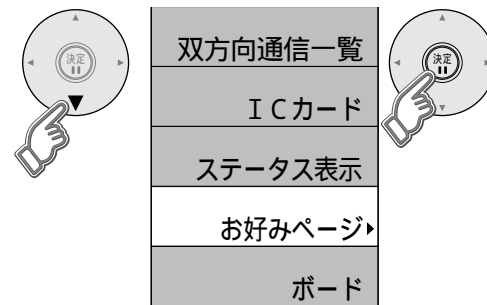 決定
双方向通信一覧
ＩＣカード
ステータス表示
お好みページ
ボード
決定